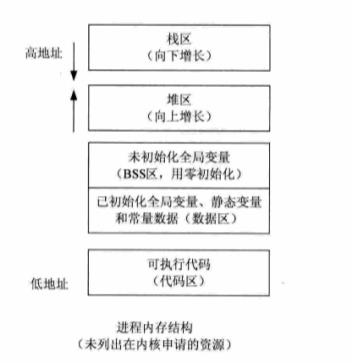 高地址
栈区
(向下增长)
堆区
(向上增长)
未初始化全局变量
(BSS区，用零初始化)
已初始化全局变量、静态变量
和常量数据（数据区）
低地址
可执行代码
(代码区)
进程内存结构
(未列出在内核申请的资源)